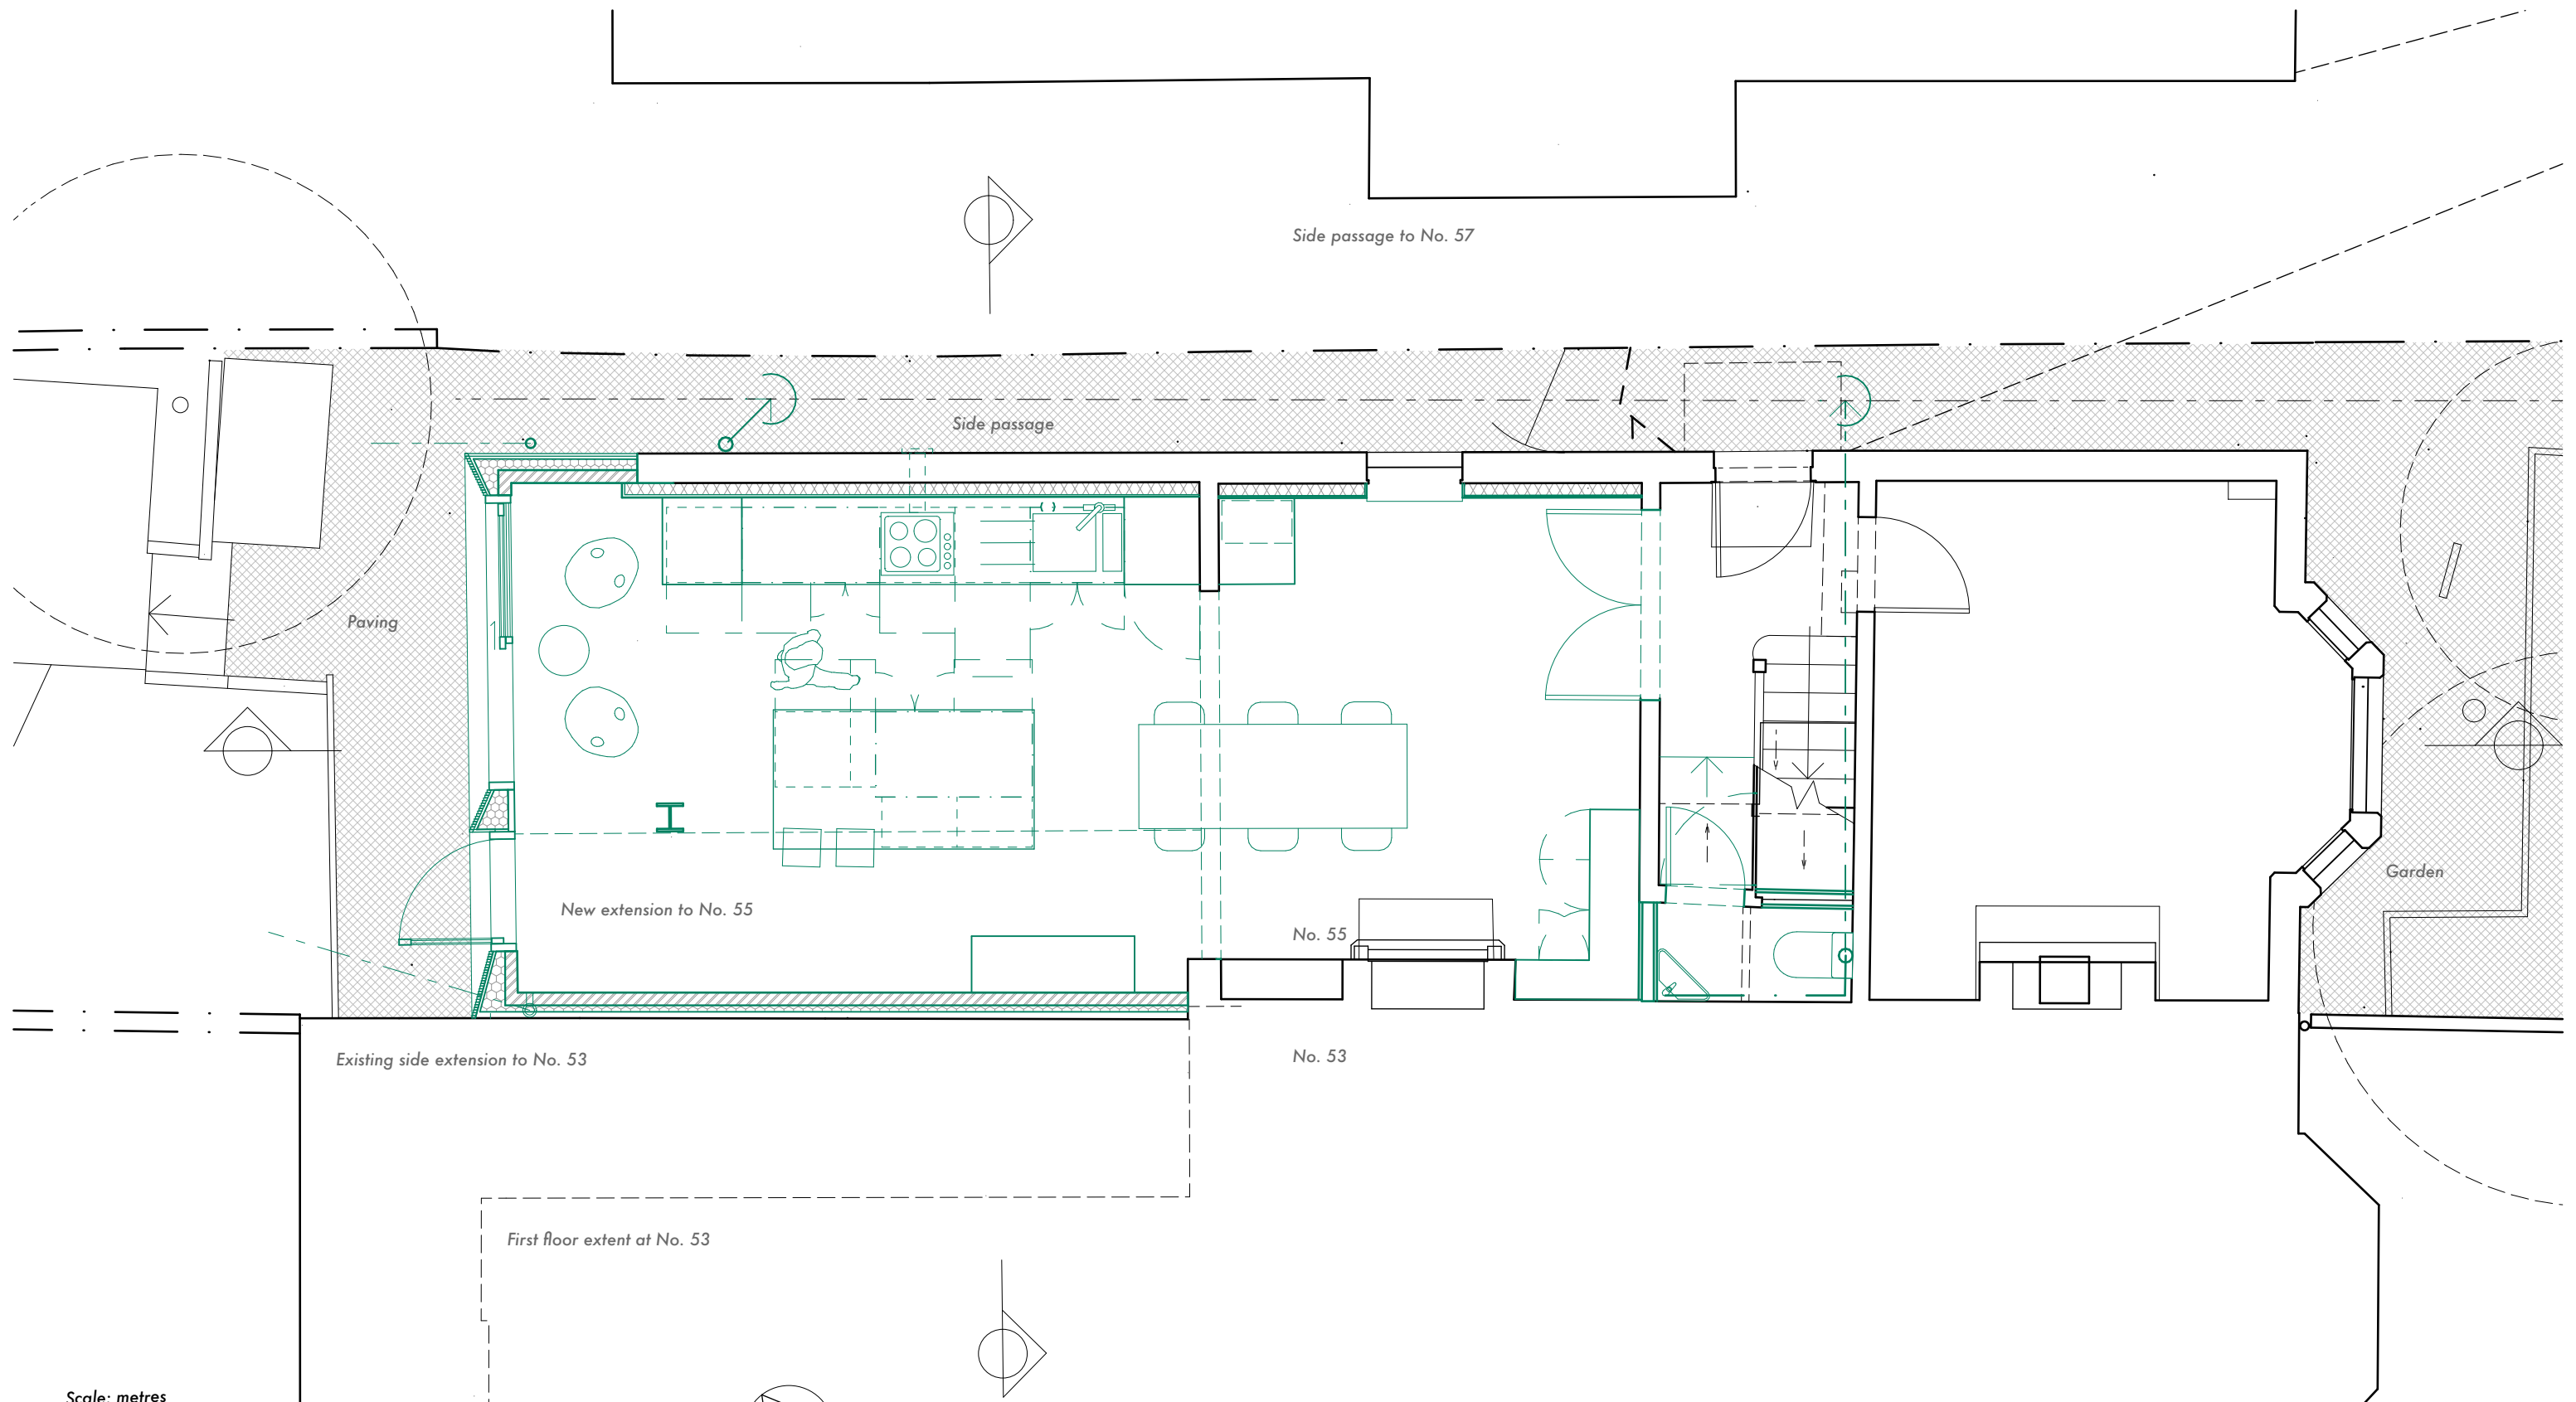 Side passage to No. 57
Side passage
Paving
Garden
New extension to No. 55
No. 55
Existing side extension to No. 53
No. 53
First floor extent at No. 53
Scale: metres